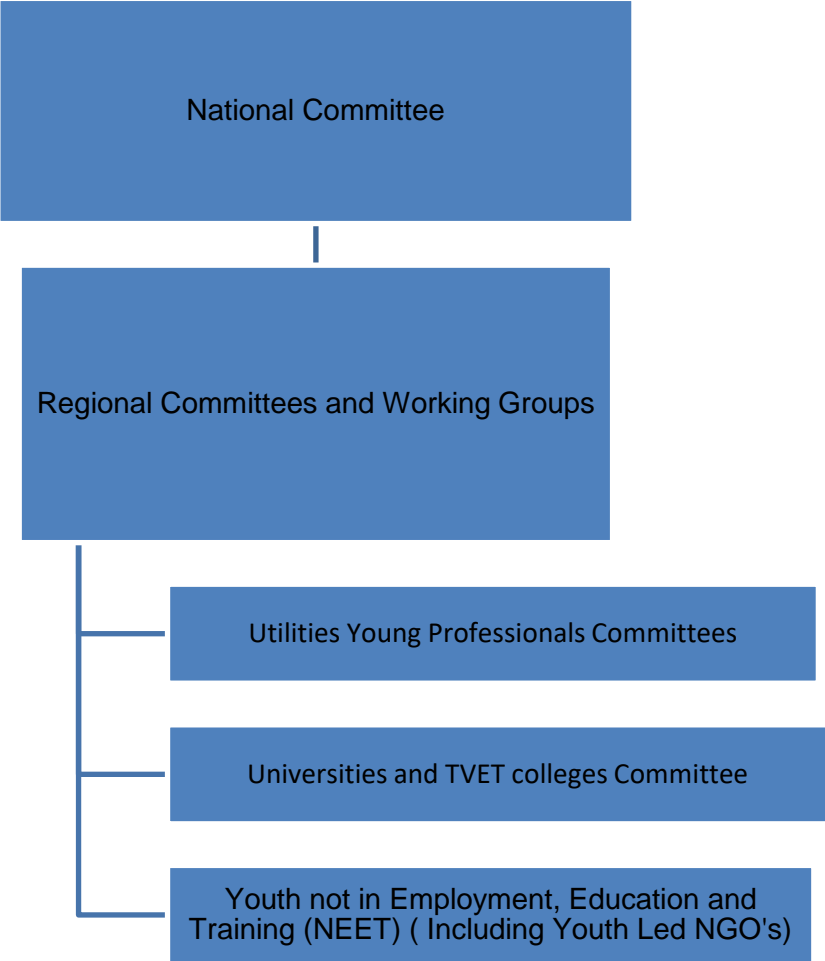 National Committee
Regional Committees and Working Groups
Utilities Young Professionals Committees
Universities and TVET colleges Committee
Youth not in Employment, Education and
Training (NEET) ( Including Youth Led NGO's)